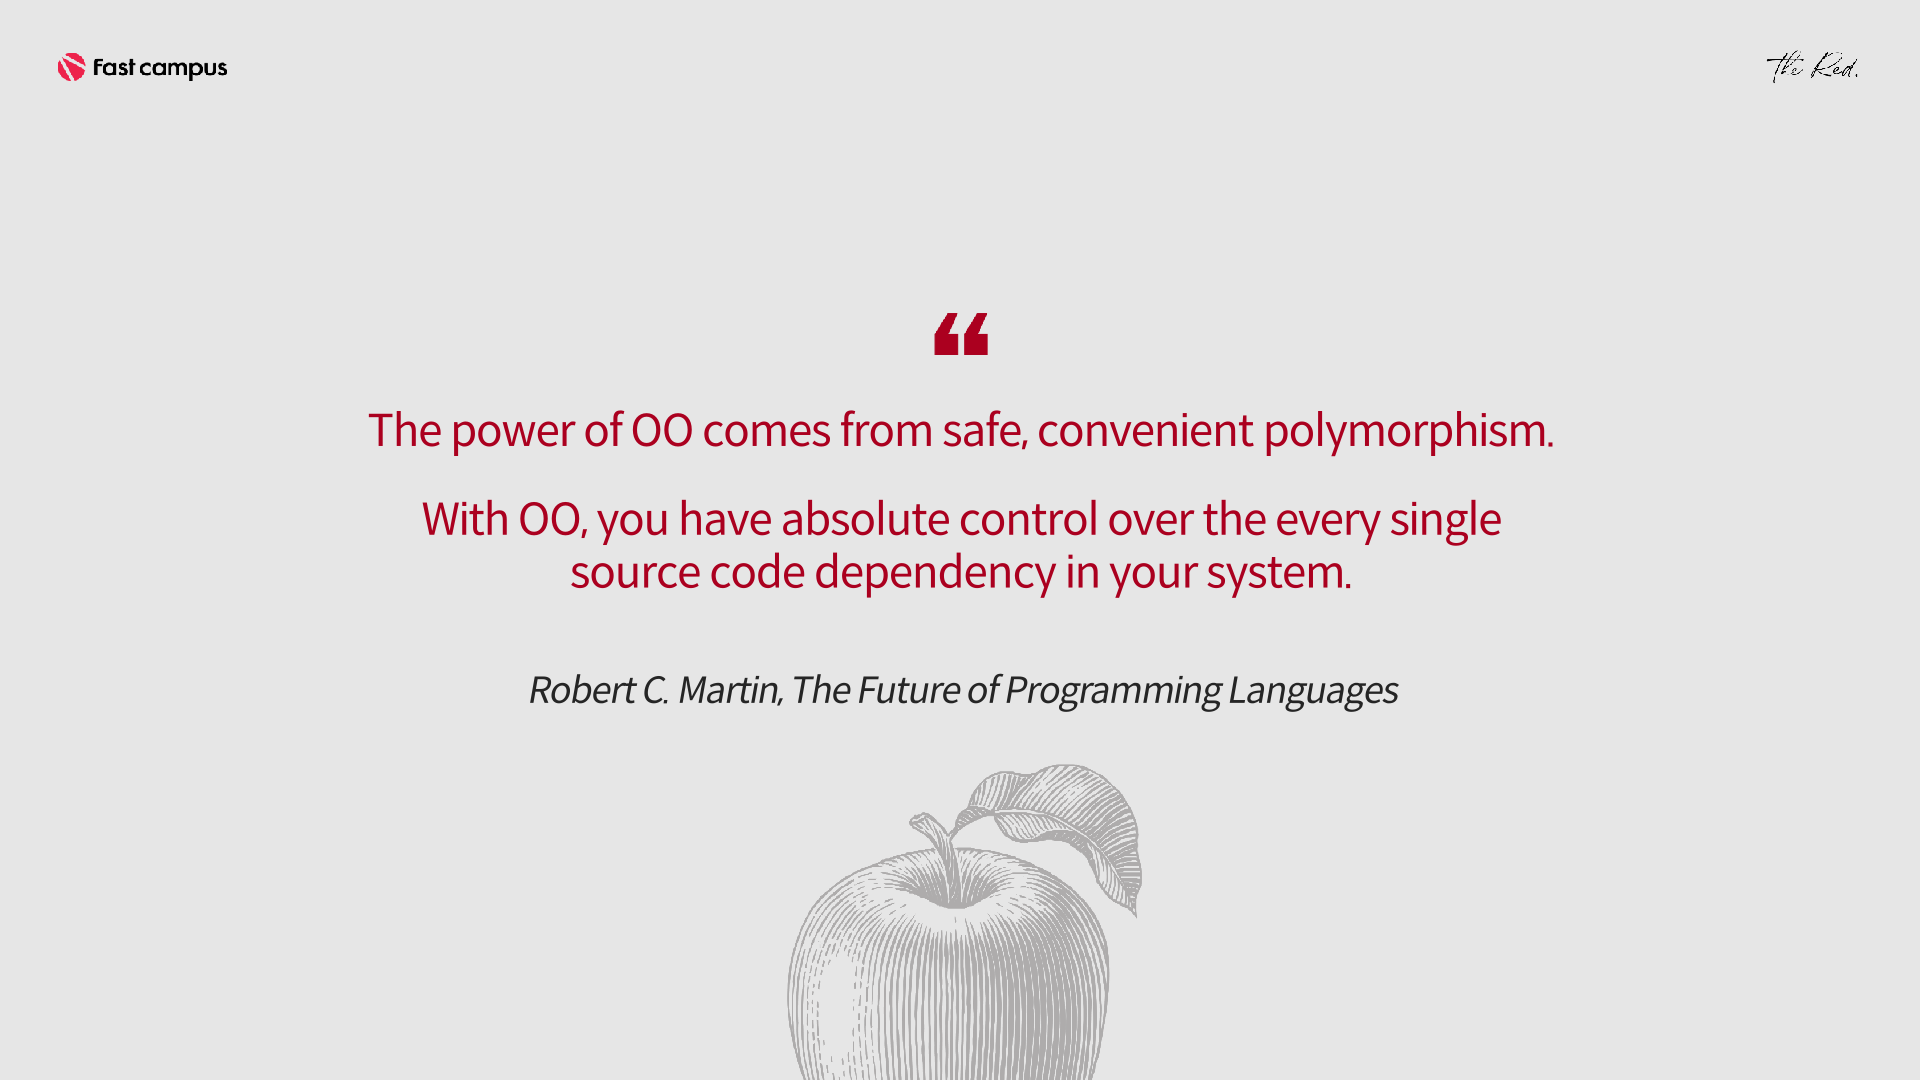 Fast campus
The Red.
“
The power of OO comes from safe, convenient polymorphism.
With OO, you have absolute control over the every single
source code dependency in your system.
Robert C. Martin, The Future of Programming Languages